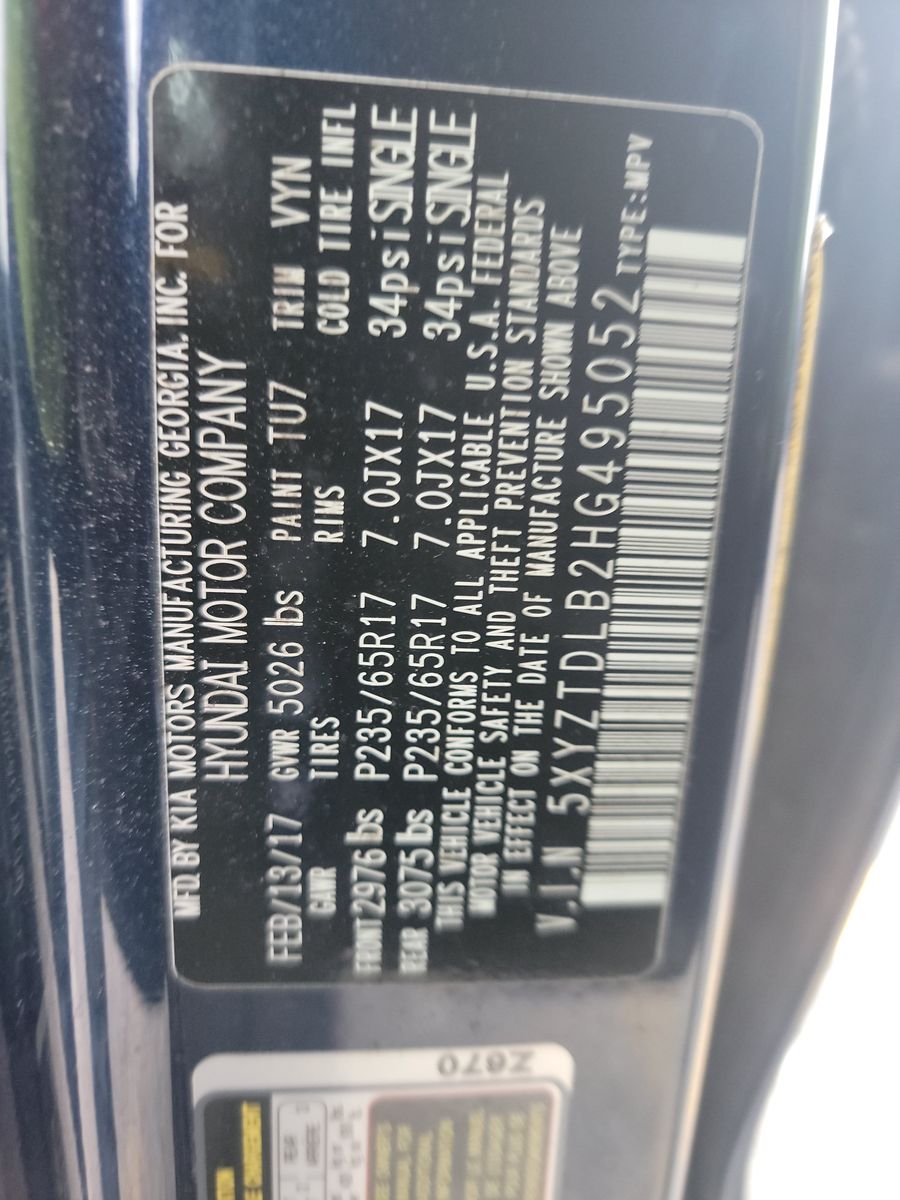 MFD BY KIA MOTORS MANUFACTURING GEORGIA, INC. FOR
HYUNDAI MOTOR COMPANY
FEB/13/17 GVWR 5026 lbs PAINT TU7 TRIM VYN
GAWR TIRES RIMS COLD TIRE INFL
FRONT 2976 lbs P235/65R17 7.0JX17 34psi SINGLE
REAR 3075 lbs P235/65R17 7.0JX17 34psi SINGLE
THIS VEHICLE CONFORMS TO ALL APPLICABLE U.S.A. FEDERAL
MOTOR VEHICLE SAFETY AND THEFT PREVENTION STANDARDS
IN EFFECT ON THE DATE OF MANUFACTURE SHOWN ABOVE
V.I.N 5XYZTDLB2HG495052 TYPE:MPV
Z670
REAR